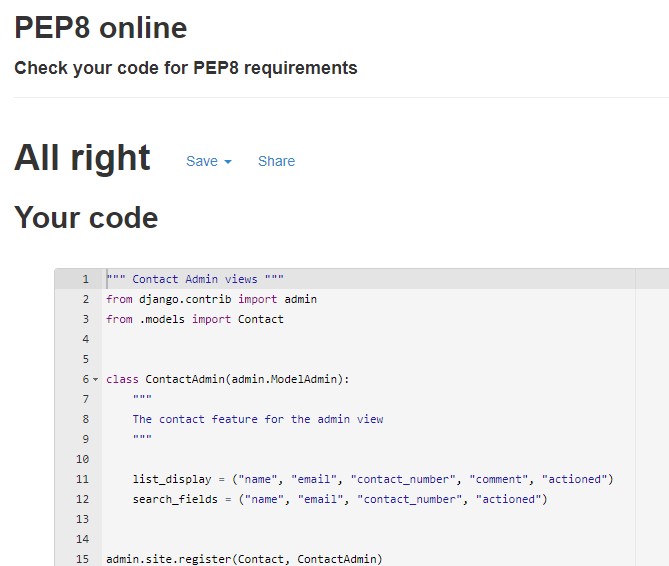 PEP8 online
Check your code for PEP8 requirements
All right Save Share
Your code
1 """ Contact Admin views """
2 from django.contrib import admin
3 from .models import Contact
4
5
6 class ContactAdmin(admin.ModelAdmin):
7     """
8     The contact feature for the admin view
9     """
10
11     list_display = ("name", "email", "contact_number", "comment", "actioned")
12     search_fields = ("name", "email", "contact_number", "actioned")
13
14
15 admin.site.register(Contact, ContactAdmin)